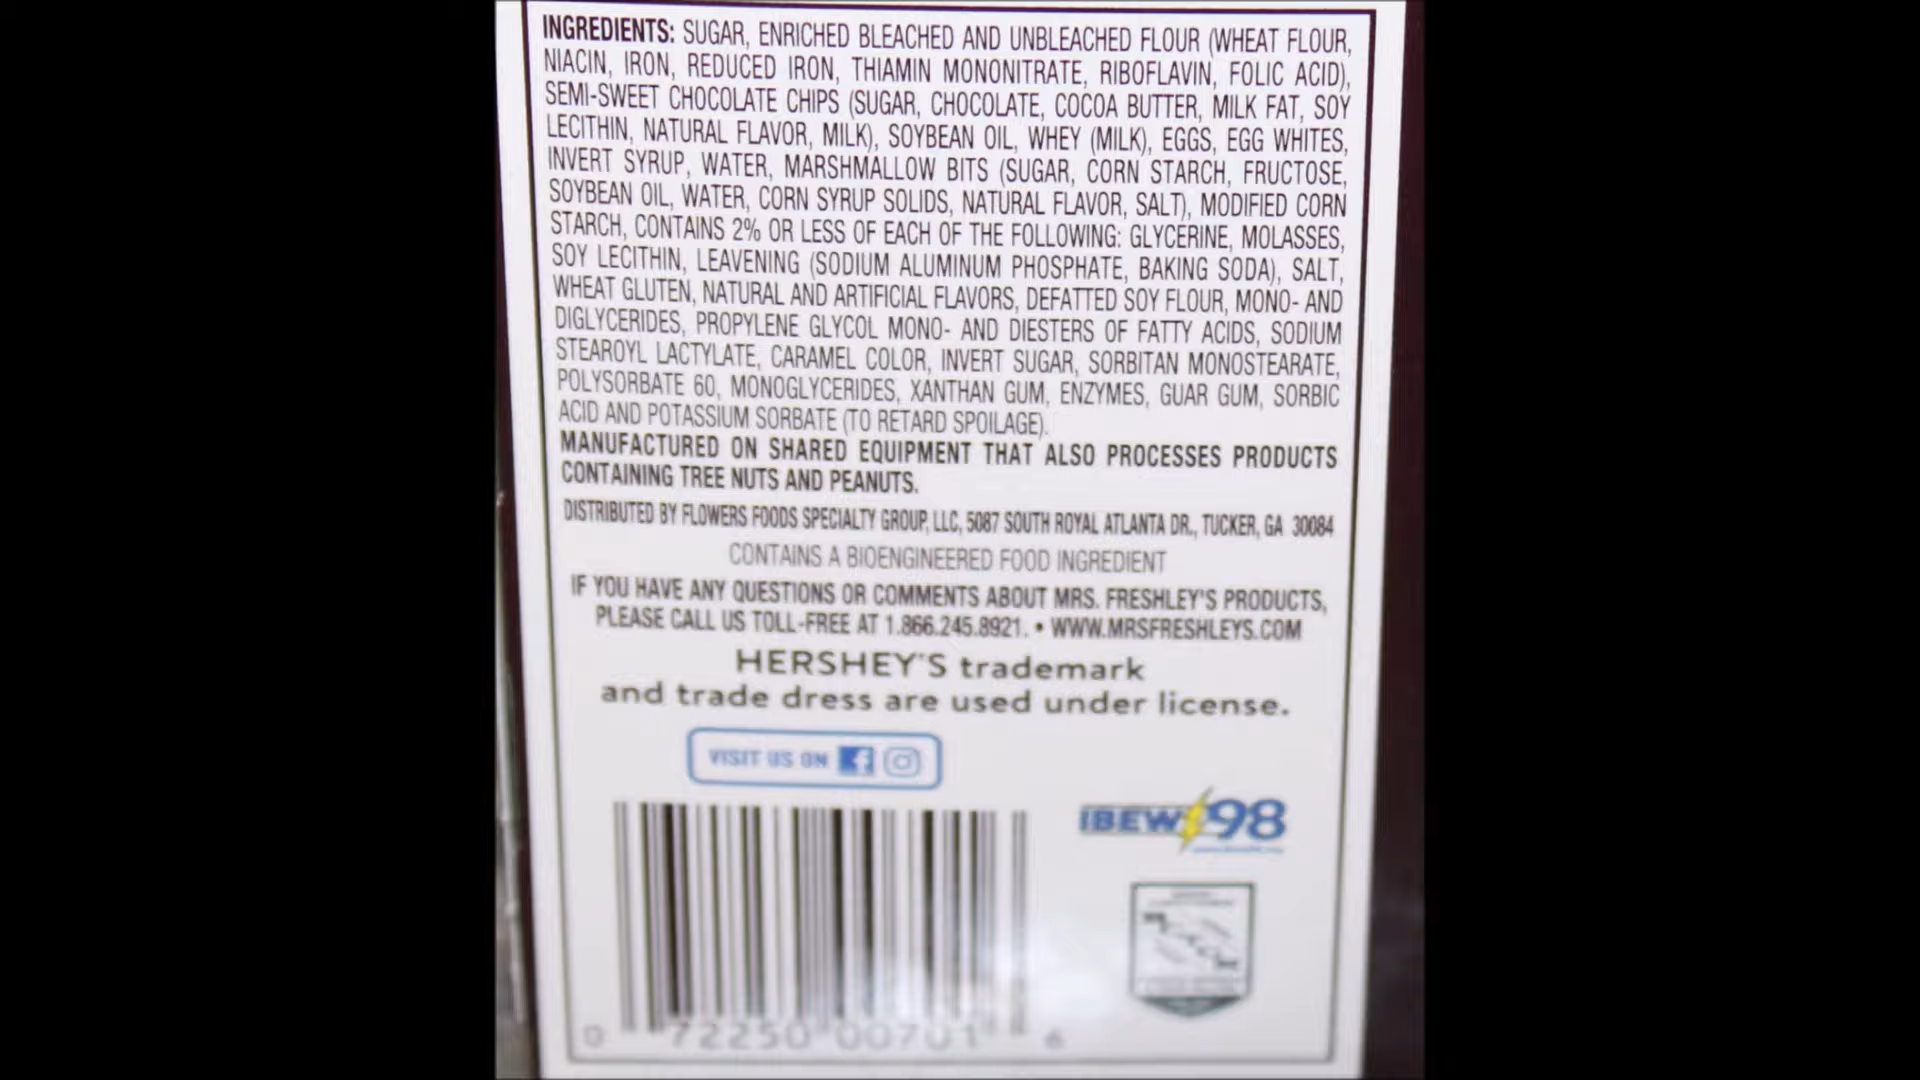 INGREDIENTS: SUGAR, ENRICHED BLEACHED AND UNBLEACHED FLOUR (WHEAT FLOUR,
NIACIN, IRON, REDUCED IRON, THIAMIN MONONITRATE, RIBOFLAVIN, FOLIC ACID),
SEMI-SWEET CHOCOLATE CHIPS (SUGAR, CHOCOLATE, COCOA BUTTER, MILK FAT, SOY
LECITHIN, NATURAL FLAVOR, MILK), SOYBEAN OIL, WHEY (MILK), EGGS, EGG WHITES,
INVERT SYRUP, WATER, MARSHMALLOW BITS (SUGAR, CORN STARCH, FRUCTOSE,
SOYBEAN OIL, WATER, CORN SYRUP SOLIDS, NATURAL FLAVOR, SALT), MODIFIED CORN
STARCH, CONTAINS 2% OR LESS OF EACH OF THE FOLLOWING: GLYCERINE, MOLASSES,
SOY LECITHIN, LEAVENING (SODIUM ALUMINUM PHOSPHATE, BAKING SODA), SALT,
WHEAT GLUTEN, NATURAL AND ARTIFICIAL FLAVORS, DEFATTED SOY FLOUR, MONO- AND
DIGLYCERIDES, PROPYLENE GLYCOL MONO- AND DIESTERS OF FATTY ACIDS, SODIUM
STEAROYL LACTYLATE, CARAMEL COLOR, INVERT SUGAR, SORBITAN MONOSTEARATE,
POLYSORBATE 60, MONOGLYCERIDES, XANTHAN GUM, ENZYMES, GUAR GUM, SORBIC
ACID AND POTASSIUM SORBATE (TO RETARD SPOILAGE).
MANUFACTURED ON SHARED EQUIPMENT THAT ALSO PROCESSES PRODUCTS
CONTAINING TREE NUTS AND PEANUTS.
DISTRIBUTED BY FLOWERS FOODS SPECIALTY GROUP, LLC, 5087 SOUTH ROYAL ATLANTA DR., TUCKER, GA 30084
CONTAINS A BIOENGINEERED FOOD INGREDIENT
IF YOU HAVE ANY QUESTIONS OR COMMENTS ABOUT MRS. FRESHLEY'S PRODUCTS,
PLEASE CALL US TOLL-FREE AT 1.866.245.8921. • WWW.MRSFRESHLEYS.COM
HERSHEY'S trademark
and trade dress are used under license.
VISIT US ON
IBEW 98
0 72250 00701 6